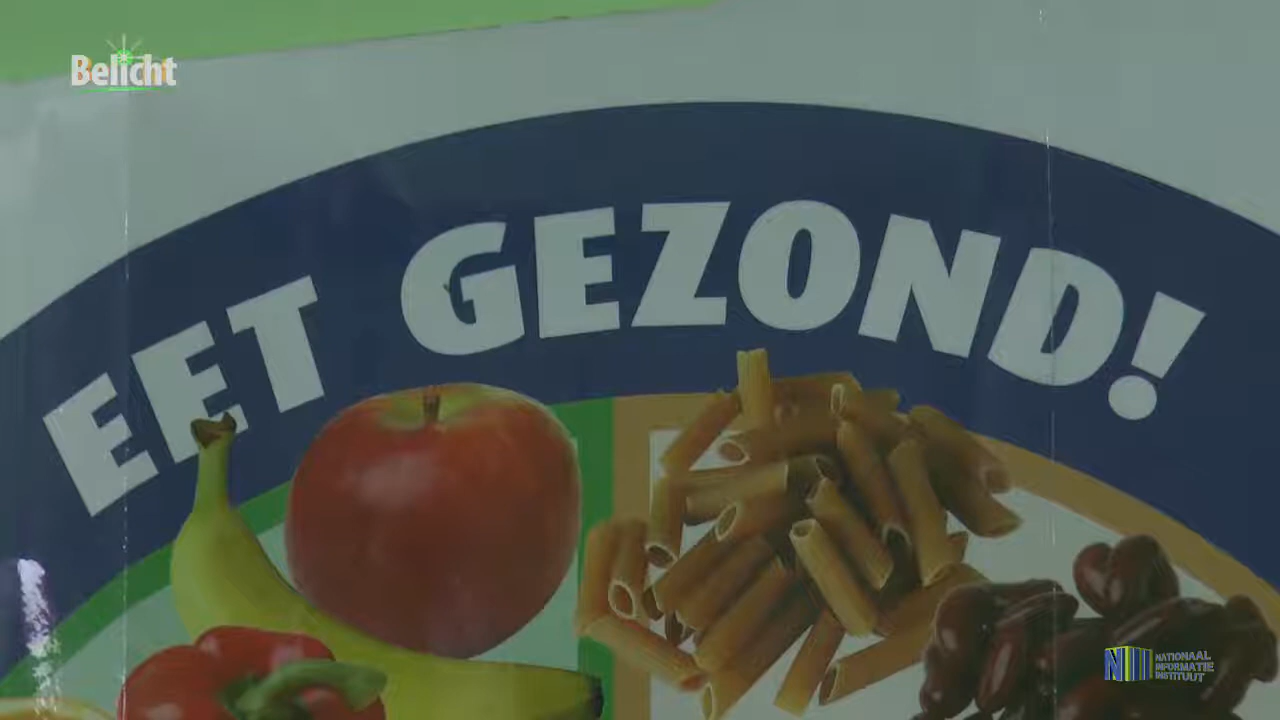 Belicht
EET GEZOND!
NATIONAAL
INFORMATIE
INSTITUUT